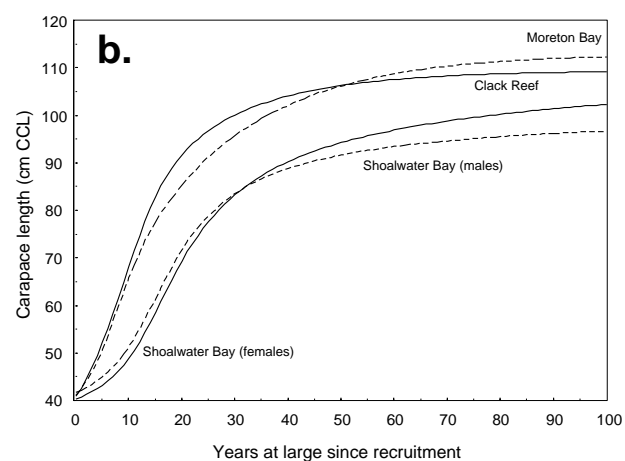 b.
120
110
100
90
80
70
60
50
40
Carapace length (cm CCL)
Moreton Bay
Clack Reef
Shoalwater Bay (males)
Shoalwater Bay (females)
0 10 20 30 40 50 60 70 80 90 100
Years at large since recruitment